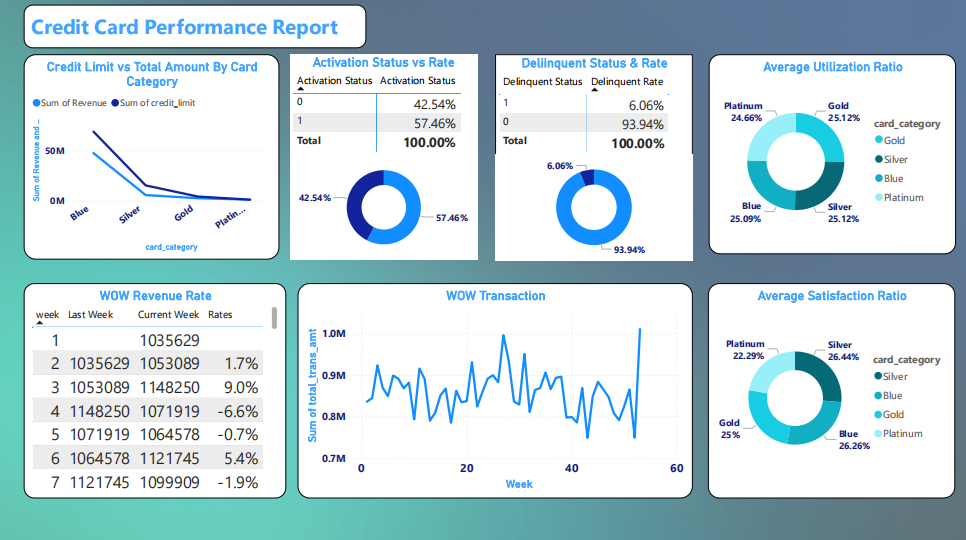 Credit Card Performance Report
Credit Limit vs Total Amount By Card
Category
Sum of Revenue Sum of credit_limit
Sum of Revenue and ...
50M
0M
Blue
Silver
Gold
Platin...
card_category
Activation Status vs Rate
Activation Status Activation Status
0 42.54%
1 57.46%
Total 100.00%
42.54%
57.46%
Deliinquent Status & Rate
Delinquent Status Delinquent Rate
1 6.06%
0 93.94%
Total 100.00%
6.06%
93.94%
Average Utilization Ratio
Platinum
24.66%
Gold
25.12%
Blue
25.09%
Silver
25.12%
card_category
Gold
Silver
Blue
Platinum
WOW Revenue Rate
week Last Week Current Week Rates
1 1035629
2 1035629 1053089 1.7%
3 1053089 1148250 9.0%
4 1148250 1071919 -6.6%
5 1071919 1064578 -0.7%
6 1064578 1121745 5.4%
7 1121745 1099909 -1.9%
WOW Transaction
Sum of total_trans_amt
1.0M
0.9M
0.8M
0.7M
0 20 40 60
Week
Average Satisfaction Ratio
Platinum
22.29%
Silver
26.44%
Gold
25%
Blue
26.26%
card_category
Silver
Blue
Gold
Platinum